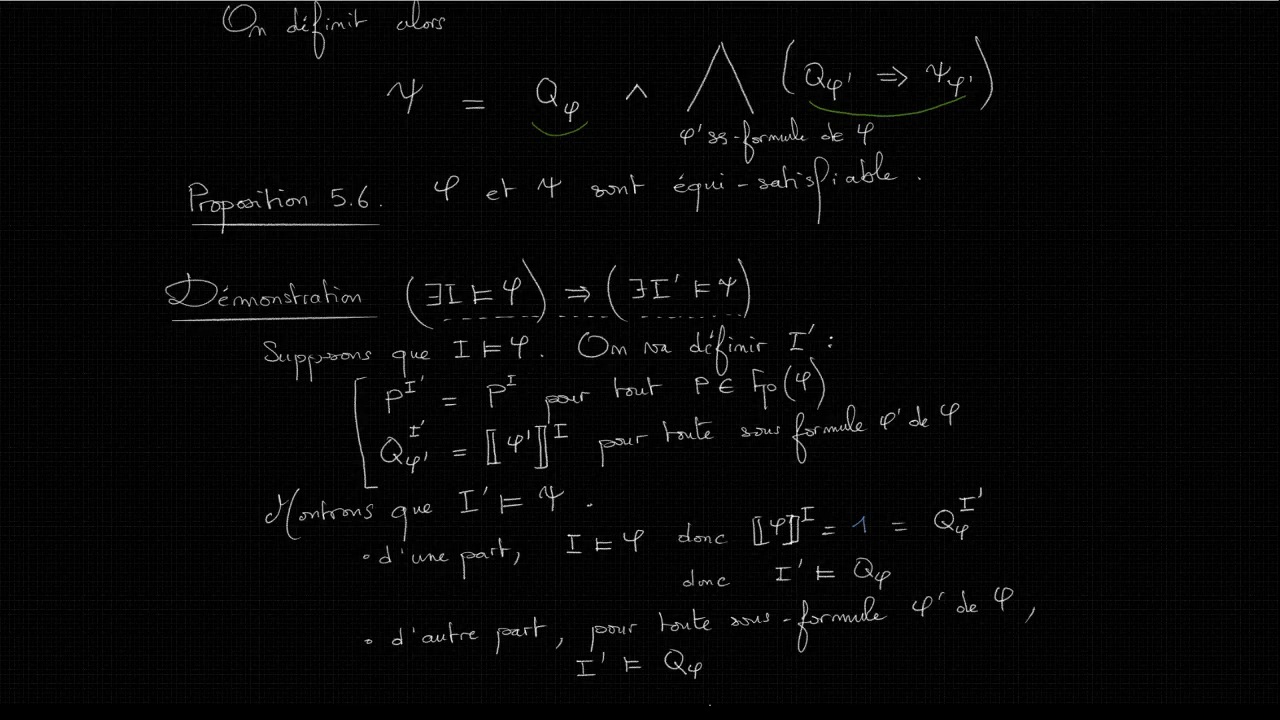 On définit alors
Ψ = Q_φ ∧ ⋀ (Q_φ' ⇒ Ψ_φ')
φ' ss-formule de φ
Proposition 5.6. φ et Ψ sont équi-satisfiable.
Démonstration (∃I ⊨ φ) ⇒ (∃I' ⊨ Ψ)
Supposons que I ⊨ φ. On va définir I' :
P^I' = P^I pour tout P ∈ Fp(φ)
Q_φ'^I' = ⟦φ'⟧^I pour toute sous formule φ' de φ
Montrons que I' ⊨ Ψ.
• d'une part, I ⊨ φ donc ⟦φ⟧^I = 1 = Q_φ^I'
donc I' ⊨ Q_φ
• d'autre part, pour toute sous-formule φ' de φ,
I' ⊨ Q_φ